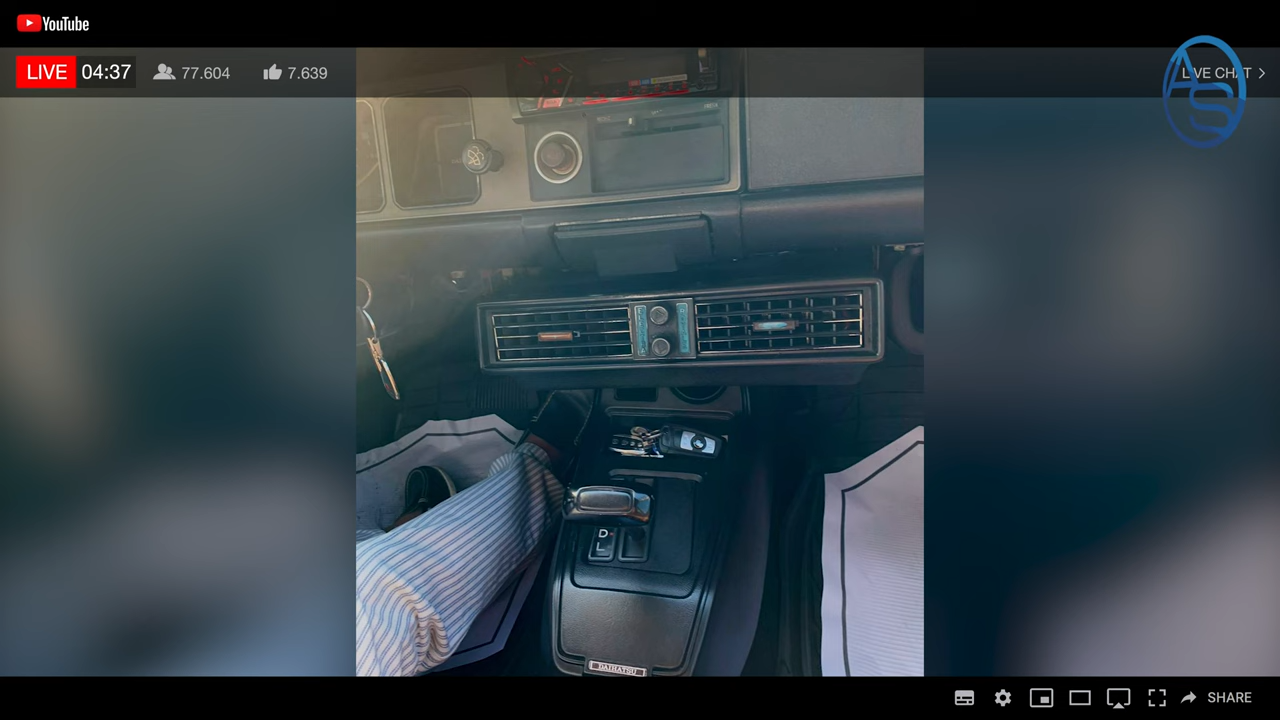 YouTube
LIVE 04:37 77.604 7.639
LIVE CHAT
D
L
DAIHATSU
SHARE